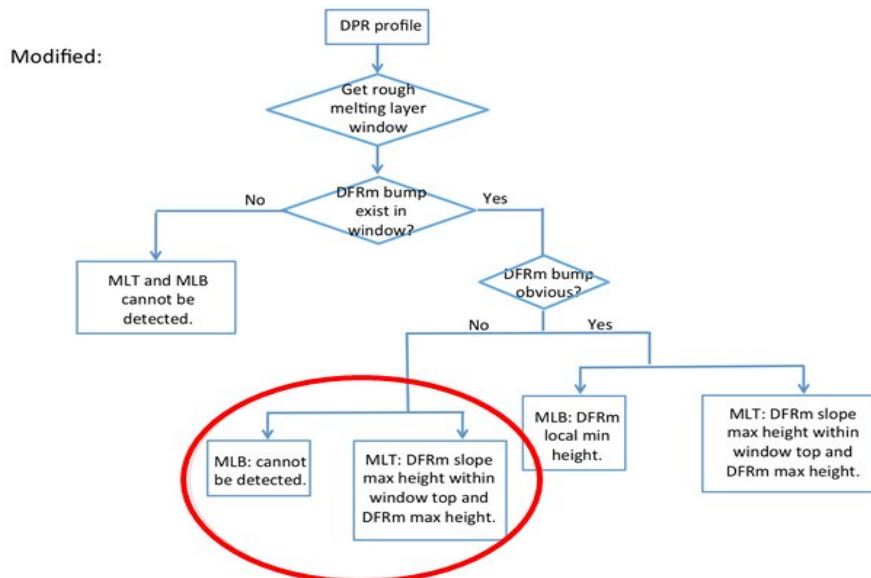 DPR profile
Modified:
Get rough
melting layer
window
No
DFRm bump
exist in
window?
Yes
MLT and MLB
cannot be
detected.
DFRm bump
obvious?
No
Yes
MLB: cannot
be detected.
MLT: DFRm slope
max height within
window top and
DFRm max height.
MLB: DFRm
local min
height.
MLT: DFRm slope
max height within
window top and
DFRm max height.